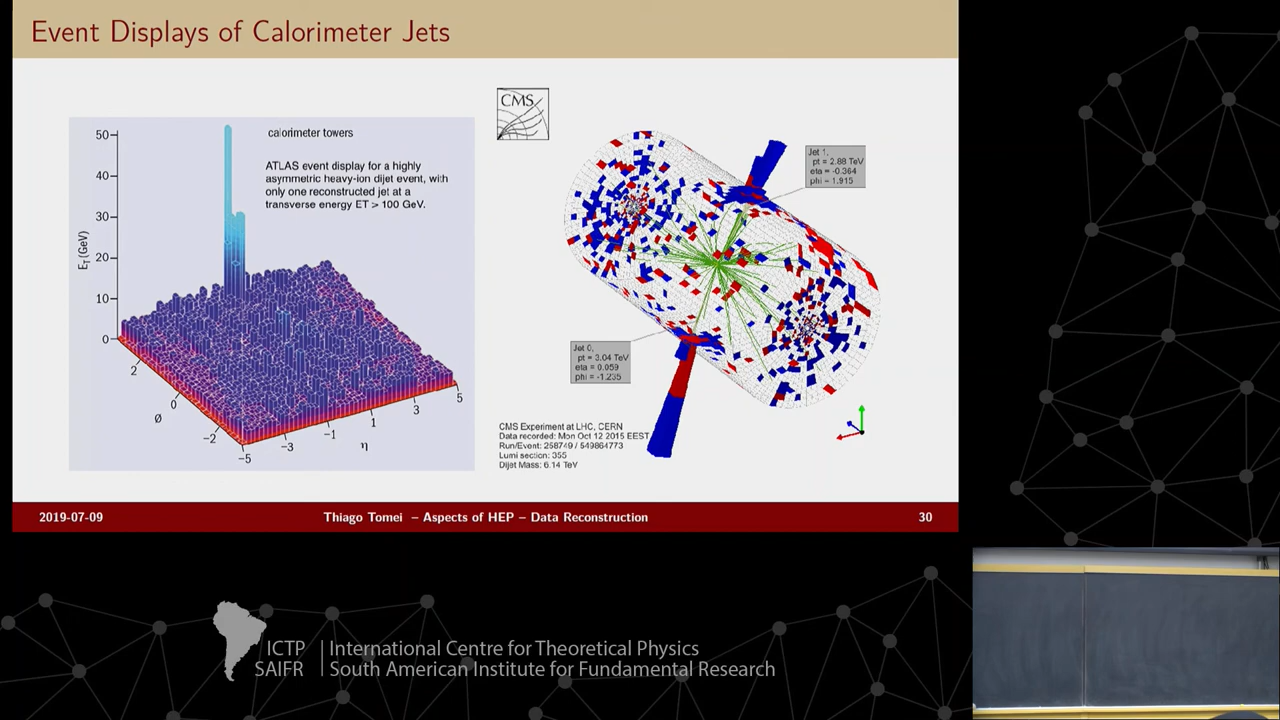 Event Displays of Calorimeter Jets
calorimeter towers
ATLAS event display for a highly
asymmetric heavy-ion dijet event, with
only one reconstructed jet at a
transverse energy ET > 100 GeV.
50
40
30
20
10
0
E_T (GeV)
2
0
−2
ø
−5
−3
−1
1
3
5
η
CMS
Jet 1,
pt = 2.88 TeV
eta = -0.364
phi = 1.915
Jet 0,
pt = 3.04 TeV
eta = 0.059
phi = -1.235
CMS Experiment at LHC, CERN
Data recorded: Mon Oct 12 2015 EEST
Run/Event: 258749 / 549864773
Lumi section: 355
Dijet Mass: 6.14 TeV
2019-07-09 Thiago Tomei – Aspects of HEP – Data Reconstruction 30
ICTP | International Centre for Theoretical Physics
SAIFR | South American Institute for Fundamental Research